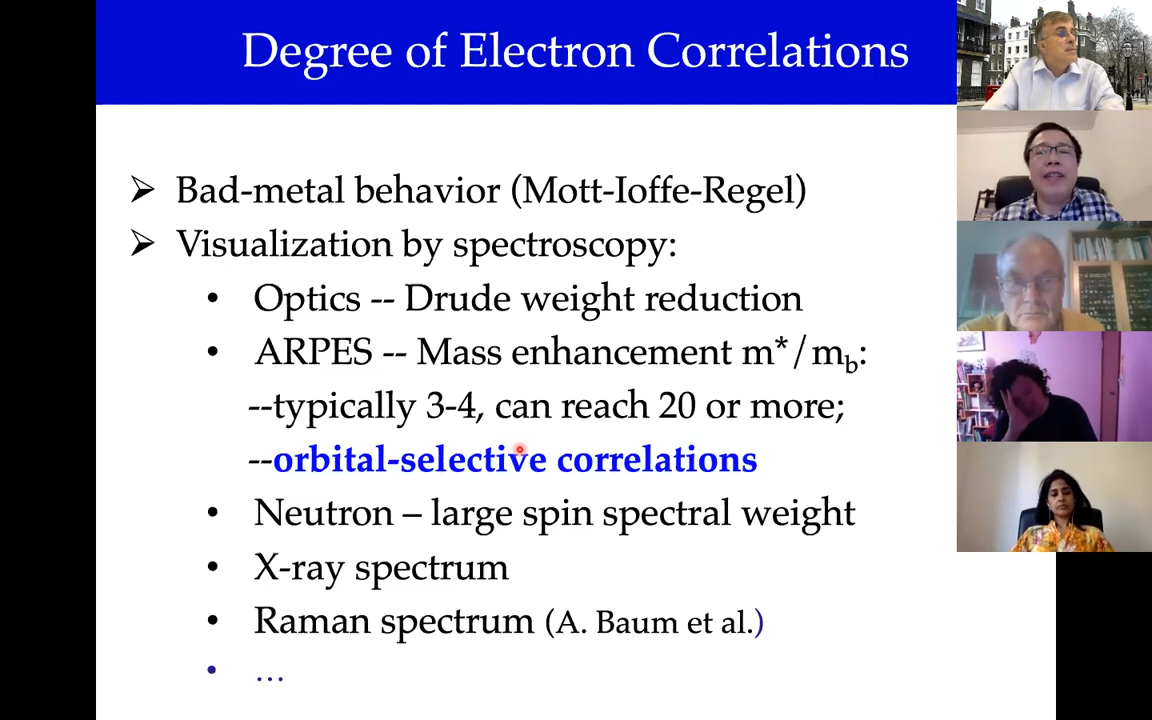 Degree of Electron Correlations
➢ Bad-metal behavior (Mott-Ioffe-Regel)
➢ Visualization by spectroscopy:
• Optics -- Drude weight reduction
• ARPES -- Mass enhancement m*/m_b:
--typically 3-4, can reach 20 or more;
--orbital-selective correlations
• Neutron – large spin spectral weight
• X-ray spectrum
• Raman spectrum (A. Baum et al.)
• …